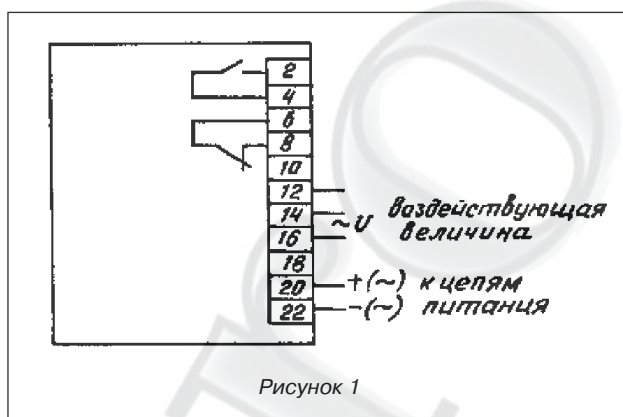 2
4
6
8
10
12
14
16
18
20
22
~U воздействующая
величина
+(~) к цепям
-(~) питания
Рисунок 1